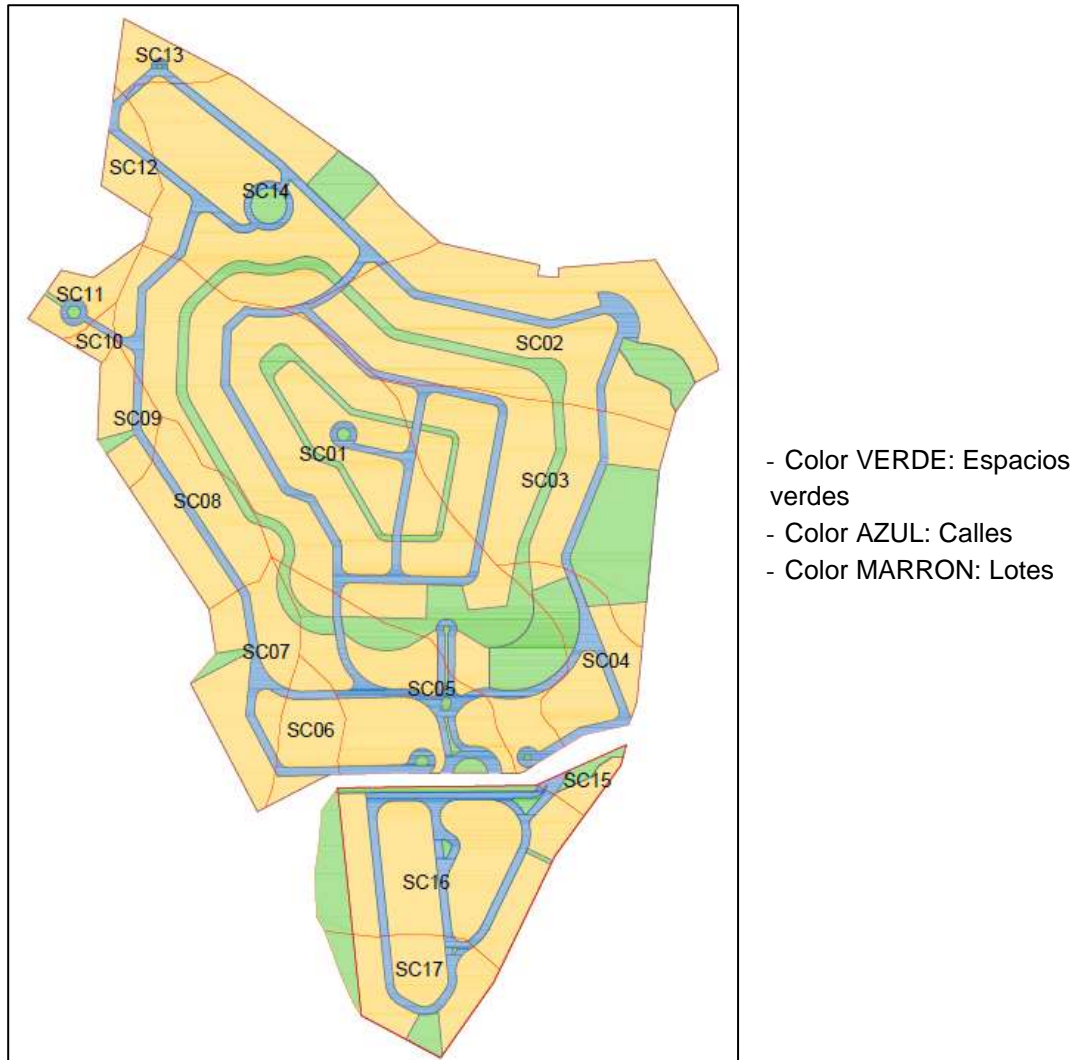 SC13
SC12
SC14
SC11
SC10
SC02
SC09
SC01
SC03
SC08
SC07
SC04
SC05
SC06
SC15
SC16
SC17
- Color VERDE: Espacios
verdes
- Color AZUL: Calles
- Color MARRON: Lotes